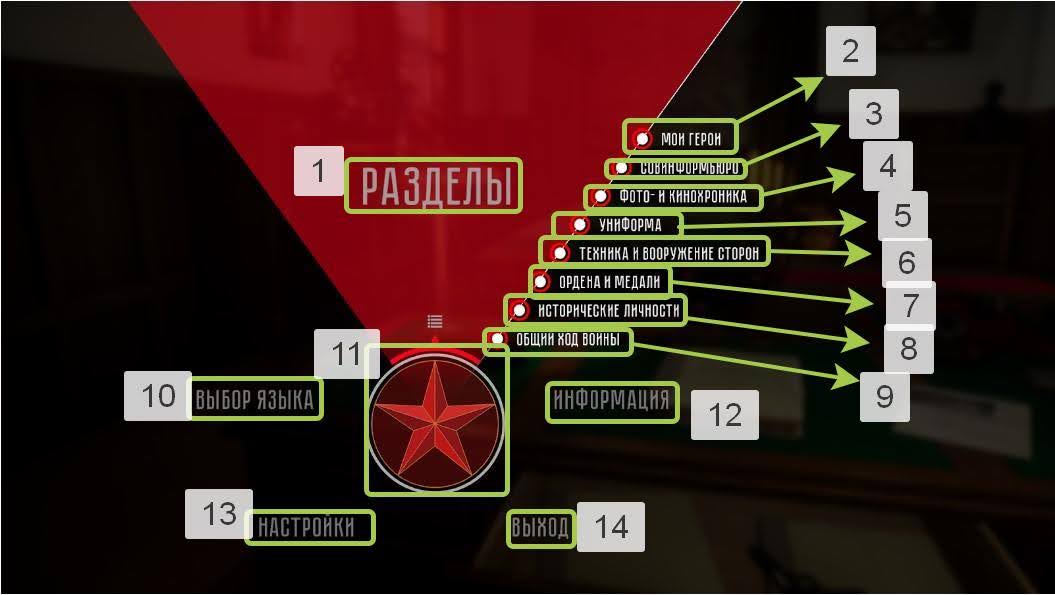 2
3
МОИ ГЕРОИ
4
1
СОВИНФОРМБЮРО
РАЗДЕЛЫ
ФОТО- И КИНОХРОНИКА
5
УНИФОРМА
6
ТЕХНИКА И ВООРУЖЕНИЕ СТОРОН
ОРДЕНА И МЕДАЛИ
7
ИСТОРИЧЕСКИЕ ЛИЧНОСТИ
8
ОБЩИЙ ХОД ВОЙНЫ
11
9
10
ВЫБОР ЯЗЫКА
ИНФОРМАЦИЯ
12
13
НАСТРОЙКИ
ВЫХОД
14